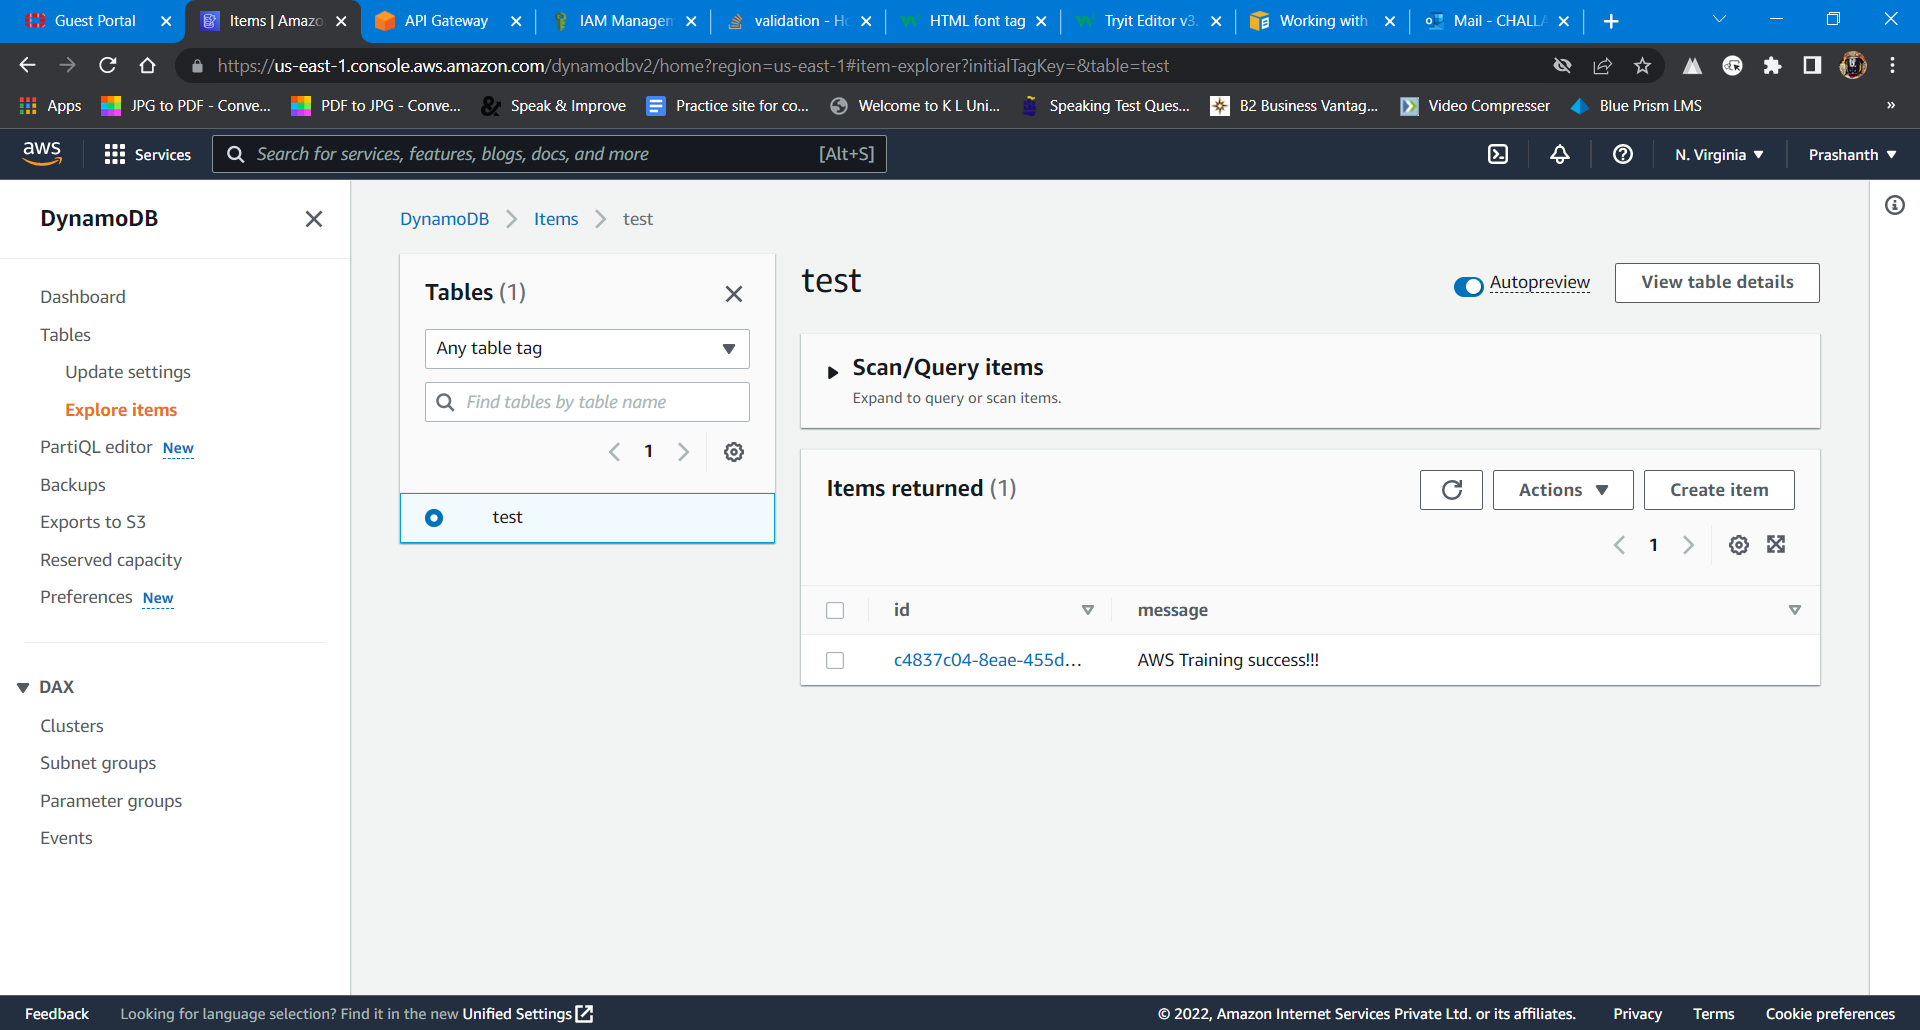 Guest Portal
Items | Amazo
API Gateway
IAM Managem
validation - Ho
HTML font tag
Tryit Editor v3.
Working with
Mail - CHALLA
https://us-east-1.console.aws.amazon.com/dynamodbv2/home?region=us-east-1#item-explorer?initialTagKey=&table=test
Apps
JPG to PDF - Conve...
PDF to JPG - Conve...
Speak & Improve
Practice site for co...
Welcome to K L Uni...
Speaking Test Ques...
B2 Business Vantag...
Video Compresser
Blue Prism LMS
»
aws
Services
Search for services, features, blogs, docs, and more [Alt+S]
N. Virginia
Prashanth
DynamoDB
Dashboard
Tables
Update settings
Explore items
PartiQL editor New
Backups
Exports to S3
Reserved capacity
Preferences New
DAX
Clusters
Subnet groups
Parameter groups
Events
DynamoDB
Items
test
Tables (1)
Any table tag
Find tables by table name
1
test
test
Autopreview
View table details
Scan/Query items
Expand to query or scan items.
Items returned (1)
Actions
Create item
1
id
message
c4837c04-8eae-455d...
AWS Training success!!!
Feedback
Looking for language selection? Find it in the new Unified Settings
© 2022, Amazon Internet Services Private Ltd. or its affiliates.
Privacy
Terms
Cookie preferences